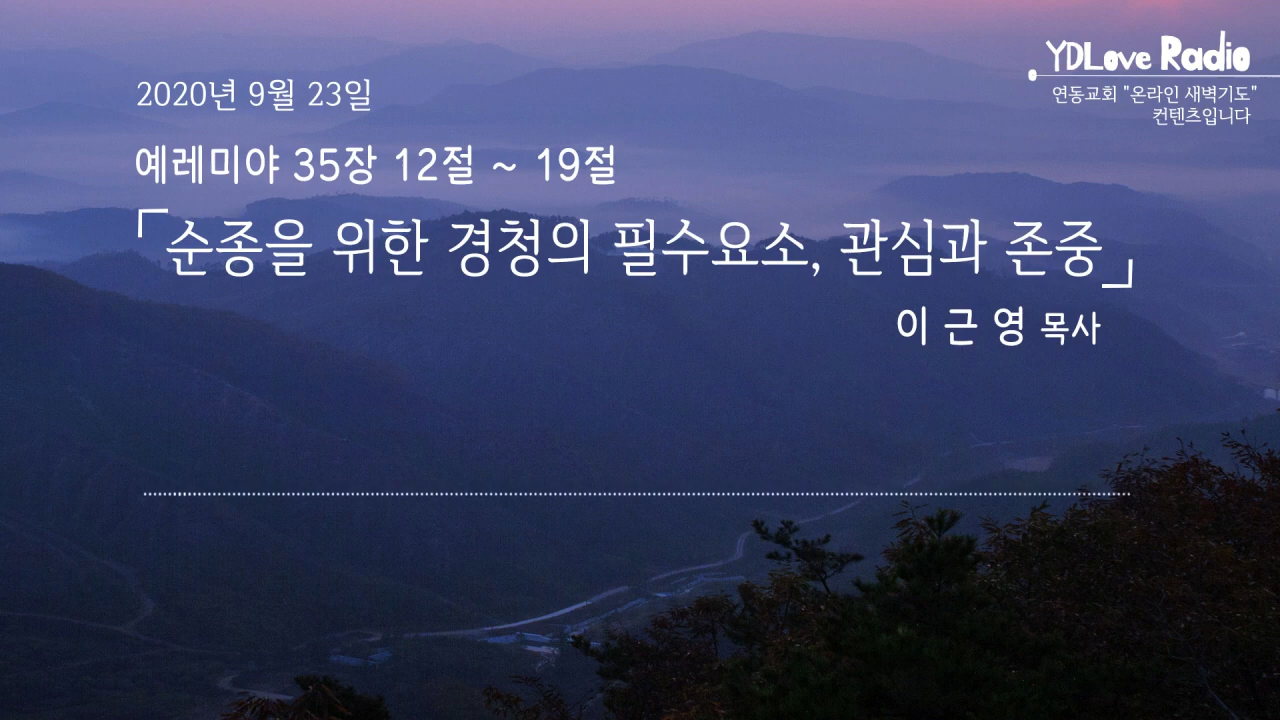 YDLove Radio
연동교회 "온라인 새벽기도"
컨텐츠입니다
2020년 9월 23일
예레미야 35장 12절 ~ 19절
「순종을 위한 경청의 필수요소, 관심과 존중」
이 근 영 목사